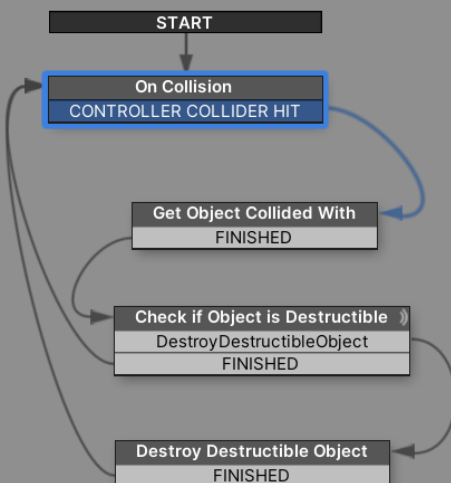 START
On Collision
CONTROLLER COLLIDER HIT
Get Object Collided With
FINISHED
Check if Object is Destructible
DestroyDestructibleObject
FINISHED
Destroy Destructible Object
FINISHED